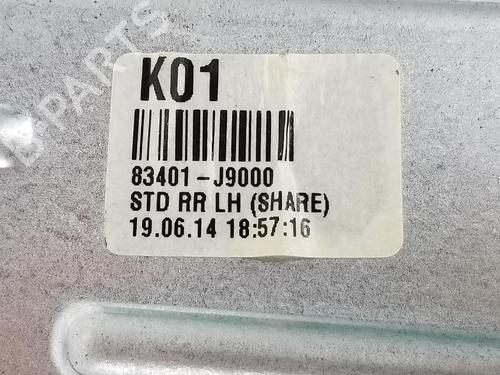 B-PARTS
K01
83401-J9000
STD RR LH (SHARE)
19.06.14 18:57:16